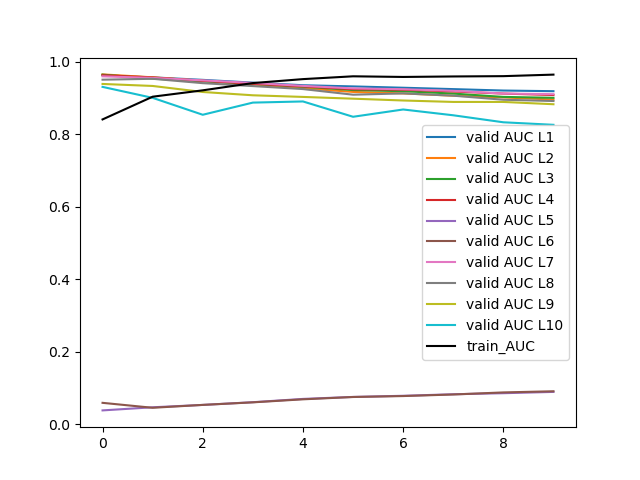 1.0
0.8
0.6
0.4
0.2
0.0
valid AUC L1
valid AUC L2
valid AUC L3
valid AUC L4
valid AUC L5
valid AUC L6
valid AUC L7
valid AUC L8
valid AUC L9
valid AUC L10
train_AUC
0 2 4 6 8